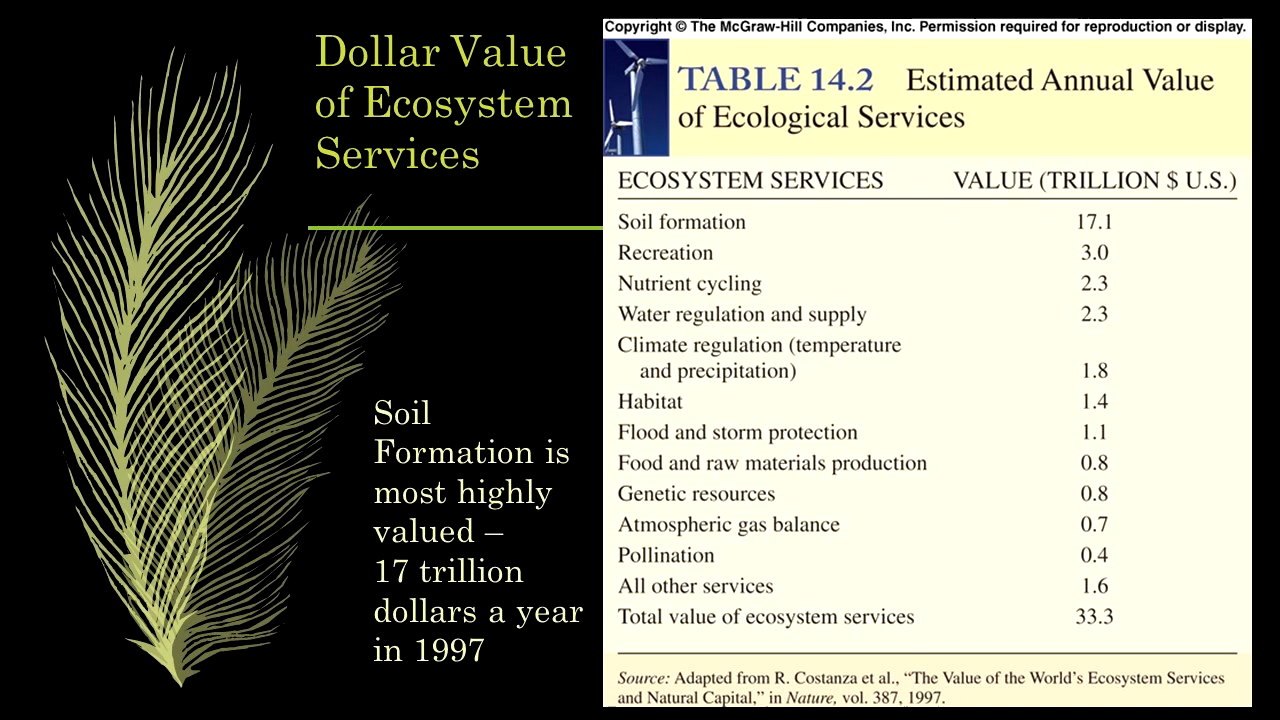 Dollar Value
of Ecosystem
Services
Soil
Formation is
most highly
valued –
17 trillion
dollars a year
in 1997
Copyright © The McGraw-Hill Companies, Inc. Permission required for reproduction or display.
TABLE 14.2 Estimated Annual Value
of Ecological Services
ECOSYSTEM SERVICES VALUE (TRILLION $ U.S.)
Soil formation 17.1
Recreation 3.0
Nutrient cycling 2.3
Water regulation and supply 2.3
Climate regulation (temperature
and precipitation) 1.8
Habitat 1.4
Flood and storm protection 1.1
Food and raw materials production 0.8
Genetic resources 0.8
Atmospheric gas balance 0.7
Pollination 0.4
All other services 1.6
Total value of ecosystem services 33.3
Source: Adapted from R. Costanza et al., “The Value of the World’s Ecosystem Services
and Natural Capital,” in Nature, vol. 387, 1997.